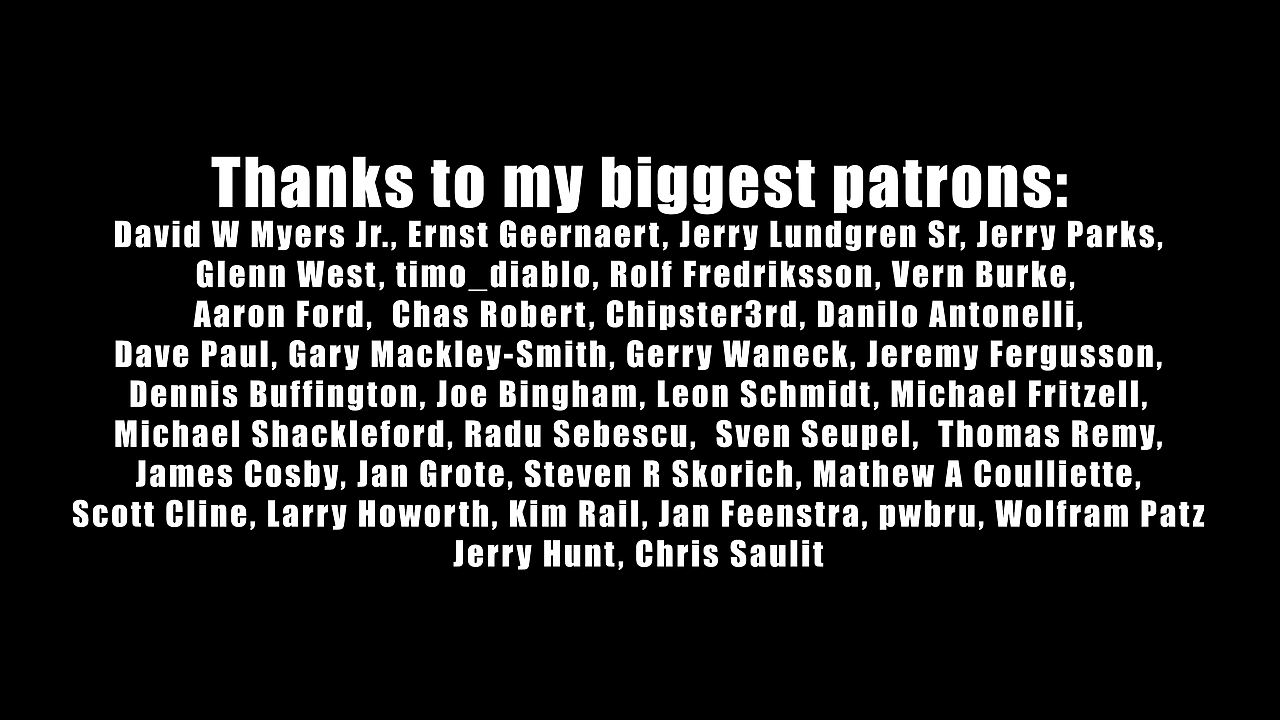 Thanks to my biggest patrons:
David W Myers Jr., Ernst Geernaert, Jerry Lundgren Sr, Jerry Parks,
Glenn West, timo_diablo, Rolf Fredriksson, Vern Burke,
Aaron Ford,  Chas Robert, Chipster3rd, Danilo Antonelli,
Dave Paul, Gary Mackley-Smith, Gerry Waneck, Jeremy Fergusson,
Dennis Buffington, Joe Bingham, Leon Schmidt, Michael Fritzell,
Michael Shackleford, Radu Sebescu,  Sven Seupel,  Thomas Remy,
James Cosby, Jan Grote, Steven R Skorich, Mathew A Coulliette,
Scott Cline, Larry Howorth, Kim Rail, Jan Feenstra, pwbru, Wolfram Patz
Jerry Hunt, Chris Saulit